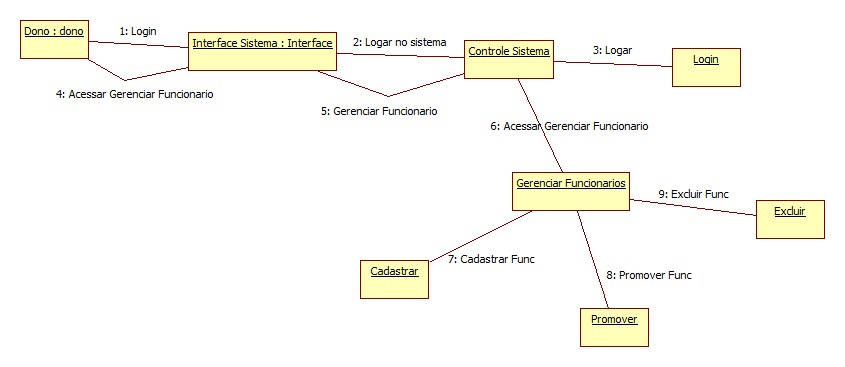 Dono : dono
1: Login
Interface Sistema : Interface
2: Logar no sistema
Controle Sistema
3: Logar
Login
4: Acessar Gerenciar Funcionario
5: Gerenciar Funcionario
6: Acessar Gerenciar Funcionario
Gerenciar Funcionarios
9: Excluir Func
Excluir
7: Cadastrar Func
Cadastrar
8: Promover Func
Promover